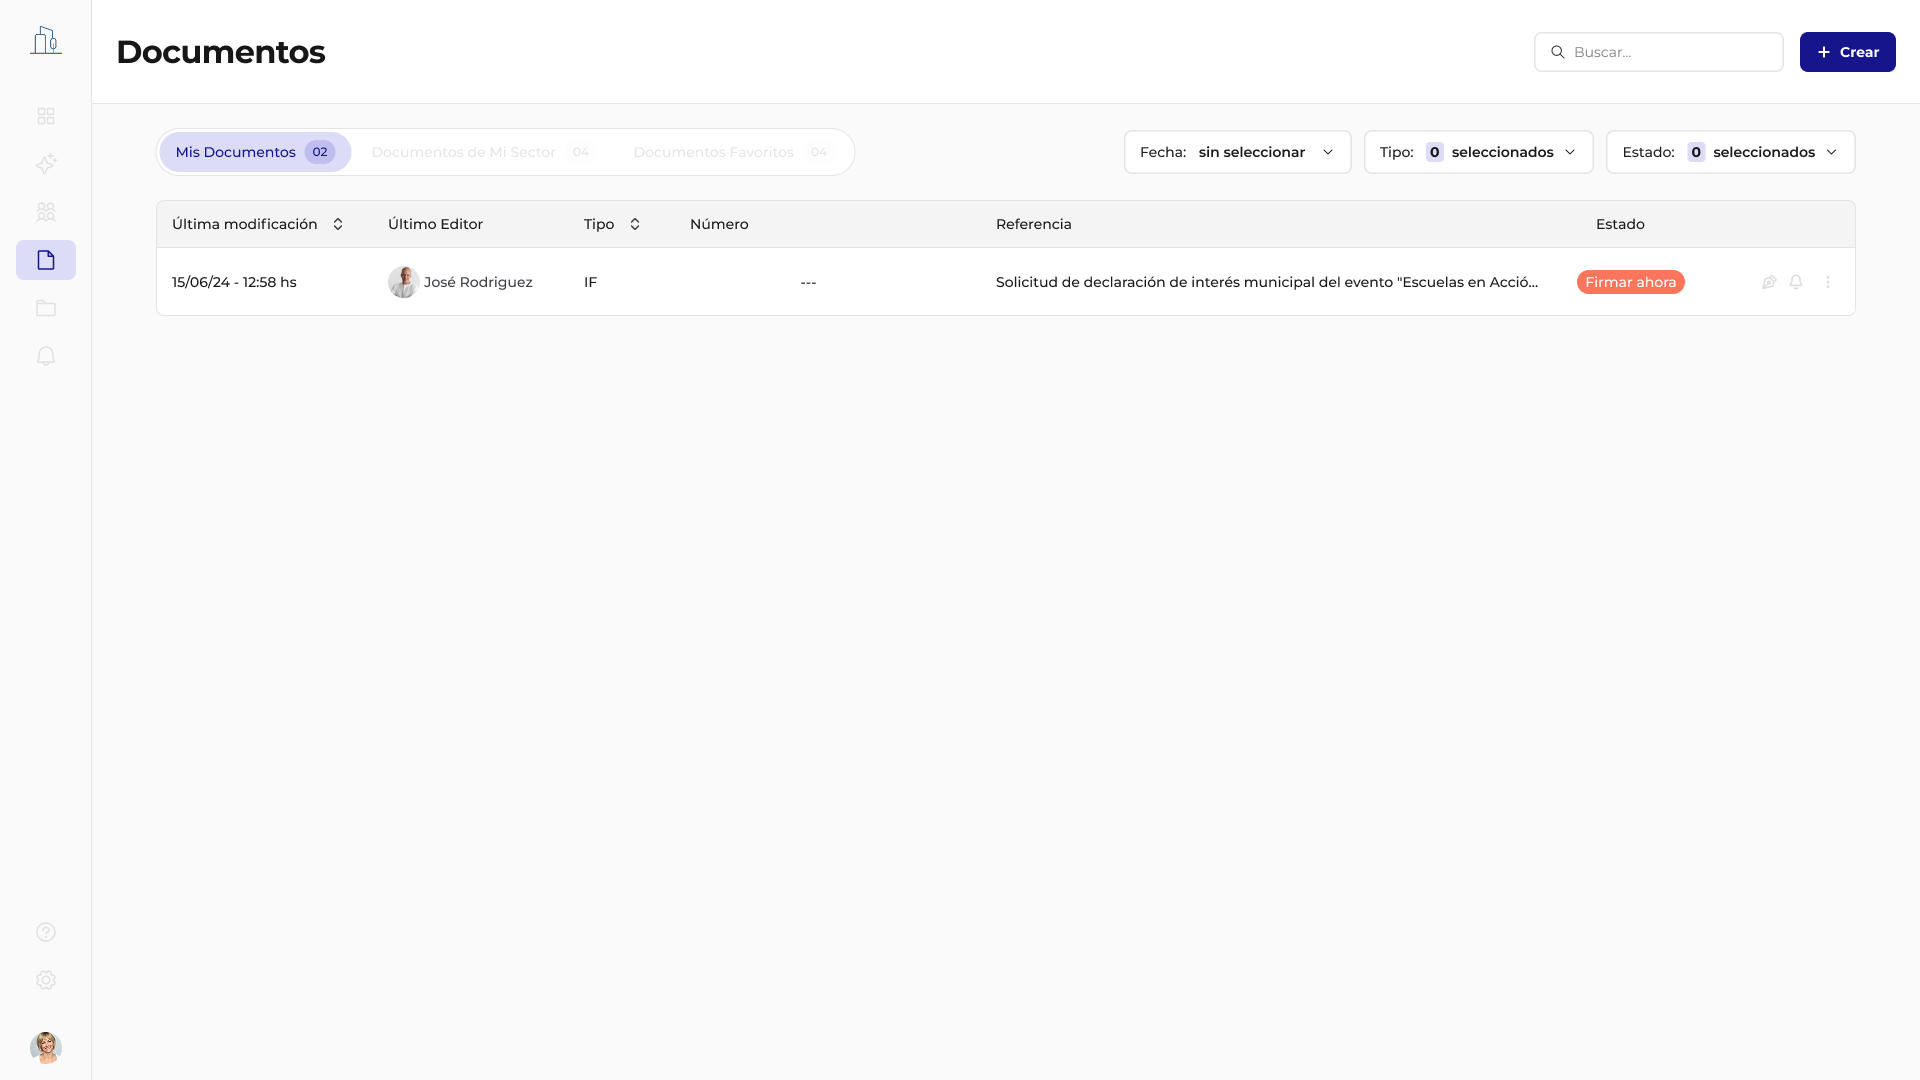 Documentos
Buscar...
+ Crear
Mis Documentos 02
Documentos de Mi Sector 04
Documentos Favoritos 04
Fecha: sin seleccionar
Tipo: 0 seleccionados
Estado: 0 seleccionados
Última modificación Último Editor Tipo Número Referencia Estado
15/06/24 - 12:58 hs José Rodriguez IF --- Solicitud de declaración de interés municipal del evento "Escuelas en Acció... Firmar ahora